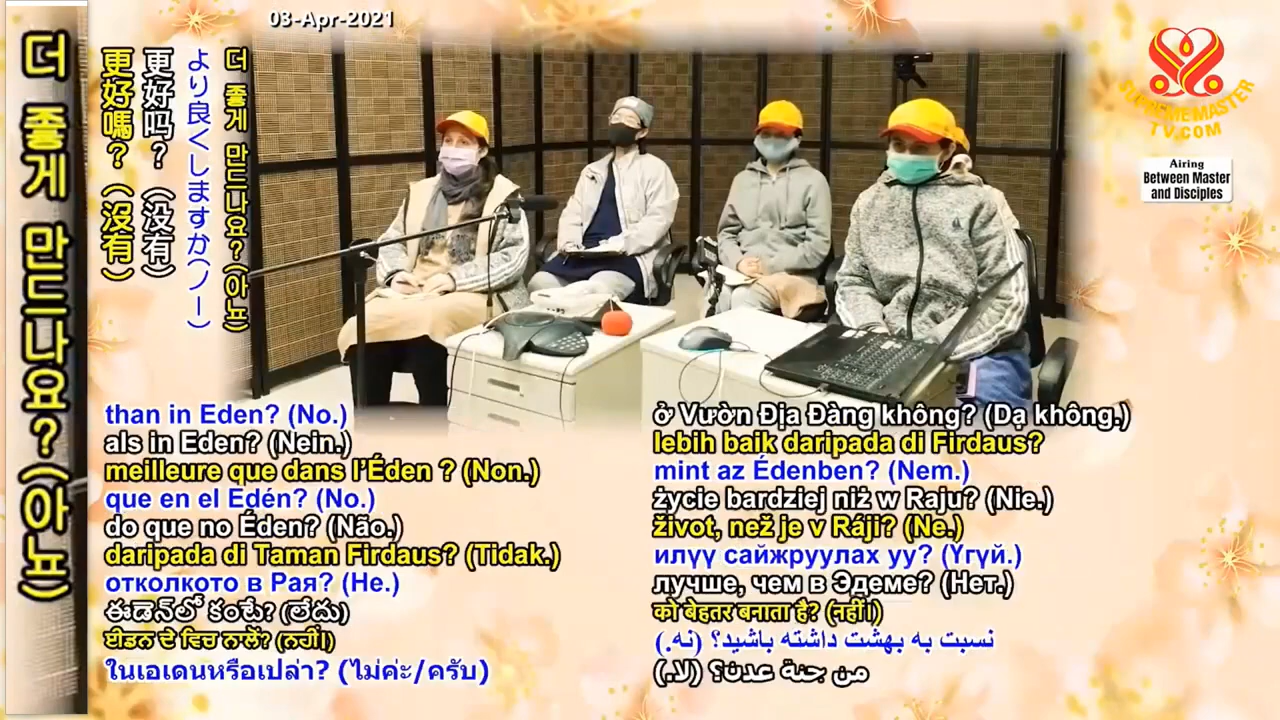 03-Apr-2021
더 좋게 만드나요? (아뇨)
더 좋게 만드나요? (아뇨)
より良くしますか(ノー)
更好吗？（没有）
更好嗎？（沒有）
SUPREME MASTER
TV.COM
Airing
Between Master
and Disciples
than in Eden? (No.)
als in Eden? (Nein.)
meilleure que dans l’Éden ? (Non.)
que en el Edén? (No.)
do que no Éden? (Não.)
daripada di Taman Firdaus? (Tidak.)
отколкото в Рая? (Не.)
ఈడెన్‌లో కంటే? (లేదు)
ਈਡਨ ਦੇ ਵਿਚ ਨਾਲੋਂ? (ਨਹੀਂ।)
ในเอเดนหรือเปล่า? (ไม่ค่ะ/ครับ)
ở Vườn Địa Đàng không? (Dạ không.)
lebih baik daripada di Firdaus?
mint az Édenben? (Nem.)
życie bardziej niż w Raju? (Nie.)
život, než je v Ráji? (Ne.)
илүү сайжруулах уу? (Үгүй.)
лучше, чем в Эдеме? (Нет.)
को बेहतर बनाता है? (नहीं।)
نسبت به بهشت داشته باشید؟ (نه.)
من جنة عدن؟ (لا.)